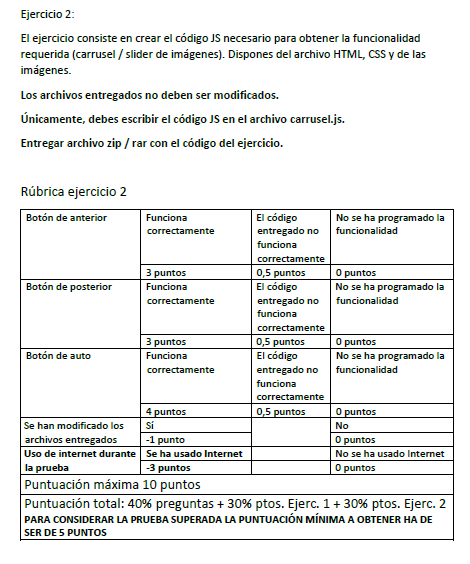 Ejercicio 2:
El ejercicio consiste en crear el código JS necesario para obtener la funcionalidad
requerida (carrusel / slider de imágenes). Dispones del archivo HTML, CSS y de las
imágenes.
Los archivos entregados no deben ser modificados.
Únicamente, debes escribir el código JS en el archivo carrusel.js.
Entregar archivo zip / rar con el código del ejercicio.
Rúbrica ejercicio 2
Botón de anterior
Funciona
correctamente
El código
entregado no
funciona
correctamente
No se ha programado la
funcionalidad
3 puntos
0,5 puntos
0 puntos
Botón de posterior
Funciona
correctamente
El código
entregado no
funciona
correctamente
No se ha programado la
funcionalidad
3 puntos
0,5 puntos
0 puntos
Botón de auto
Funciona
correctamente
El código
entregado no
funciona
correctamente
No se ha programado la
funcionalidad
4 puntos
0,5 puntos
0 puntos
Se han modificado los
archivos entregados
Sí
No
-1 punto
0 puntos
Uso de internet durante
la prueba
Se ha usado Internet
No se ha usado Internet
-3 puntos
0 puntos
Puntuación máxima 10 puntos
Puntuación total: 40% preguntas + 30% ptos. Ejerc. 1 + 30% ptos. Ejerc. 2
PARA CONSIDERAR LA PRUEBA SUPERADA LA PUNTUACIÓN MÍNIMA A OBTENER HA DE
SER DE 5 PUNTOS